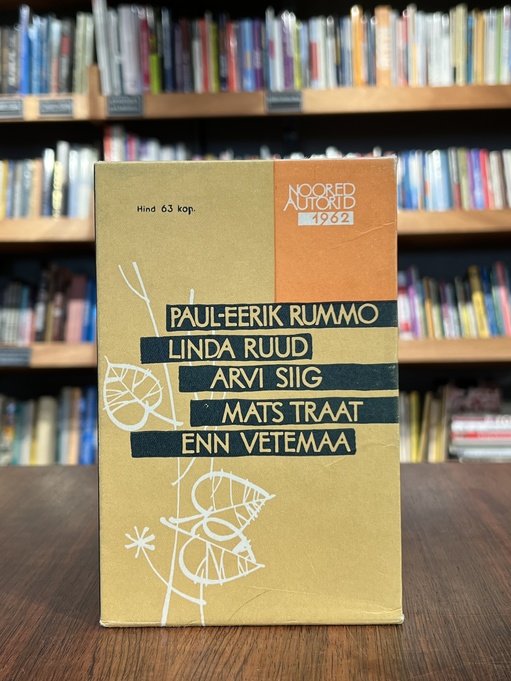 Hind 63 kop.
NOORED
AUTORID
1962
PAUL-EERIK RUMMO
LINDA RUUD
ARVI SIIG
MATS TRAAT
ENN VETEMAA